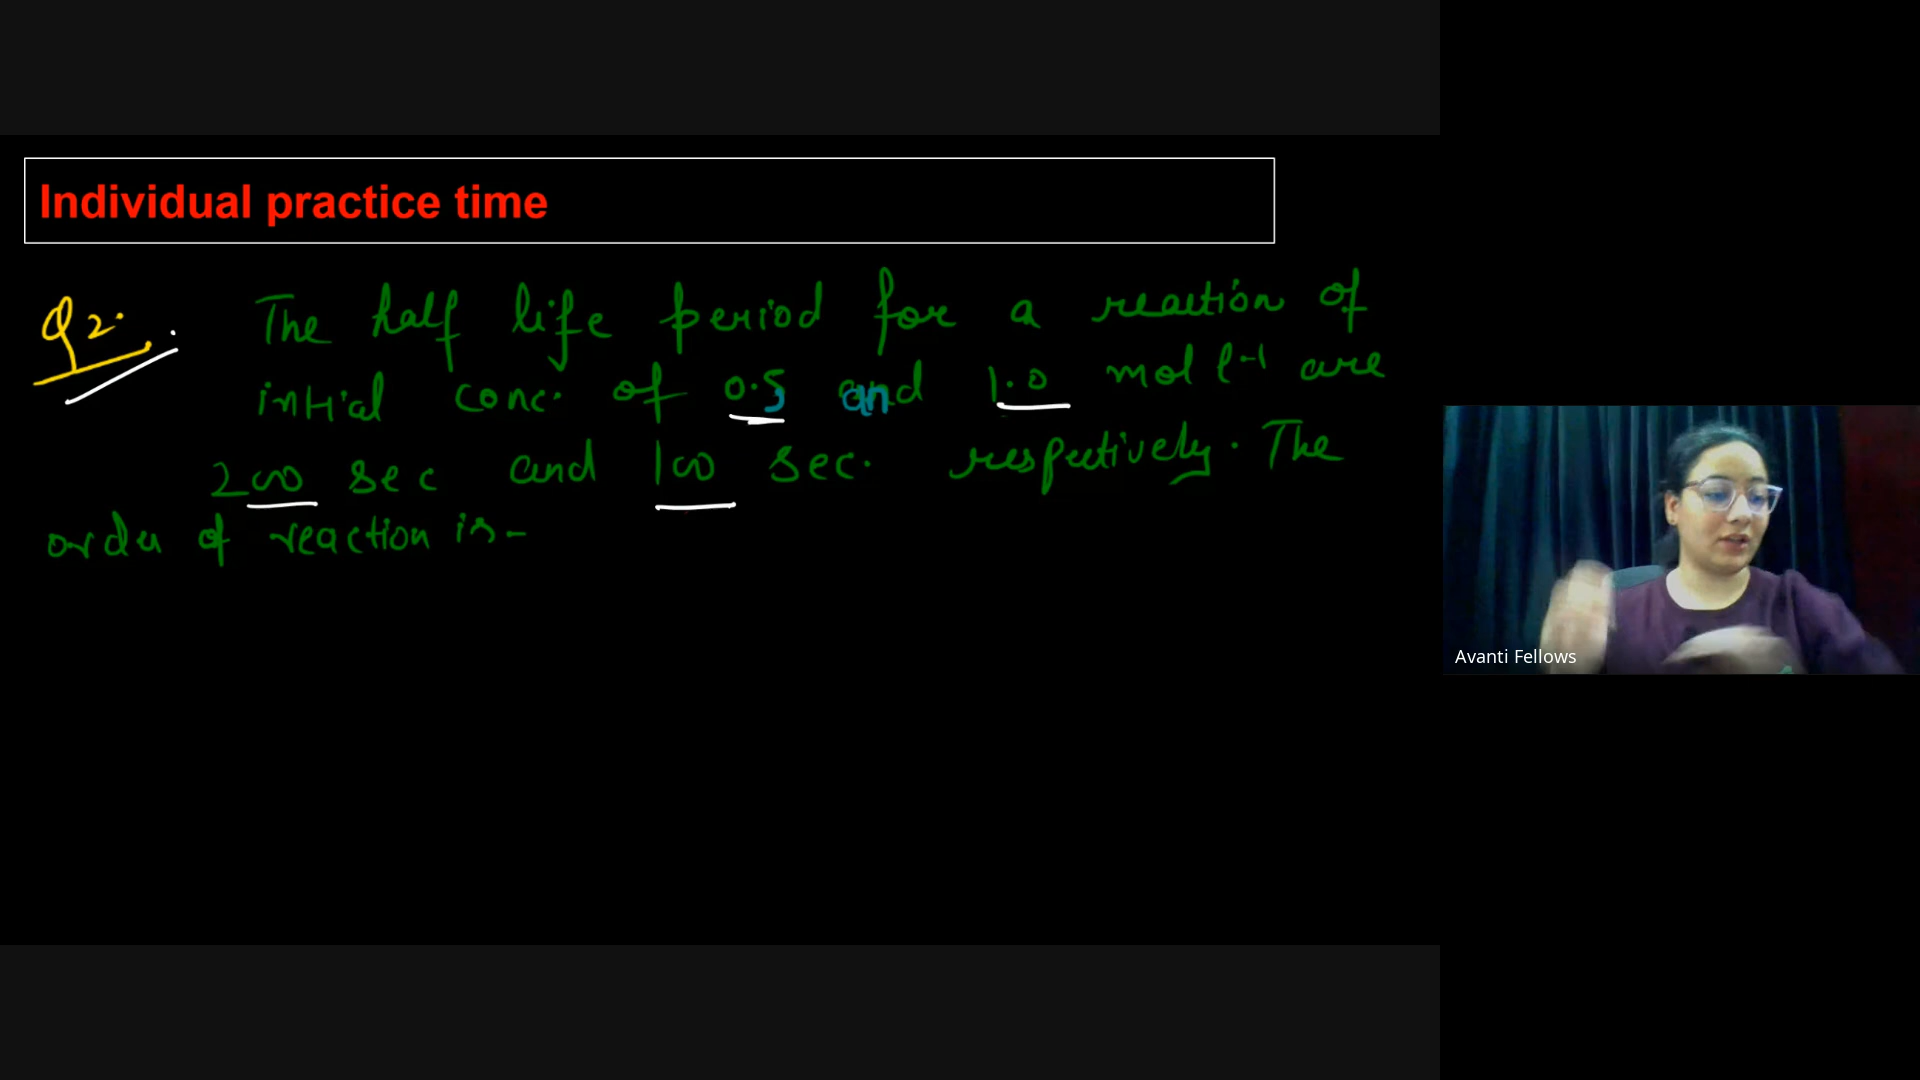 Individual practice time
Q2. The half life period for a reaction of
initial conc. of 0.5 and 1.0 mol l-1 are
200 sec and 100 sec. respectively. The
order of reaction is-
Avanti Fellows